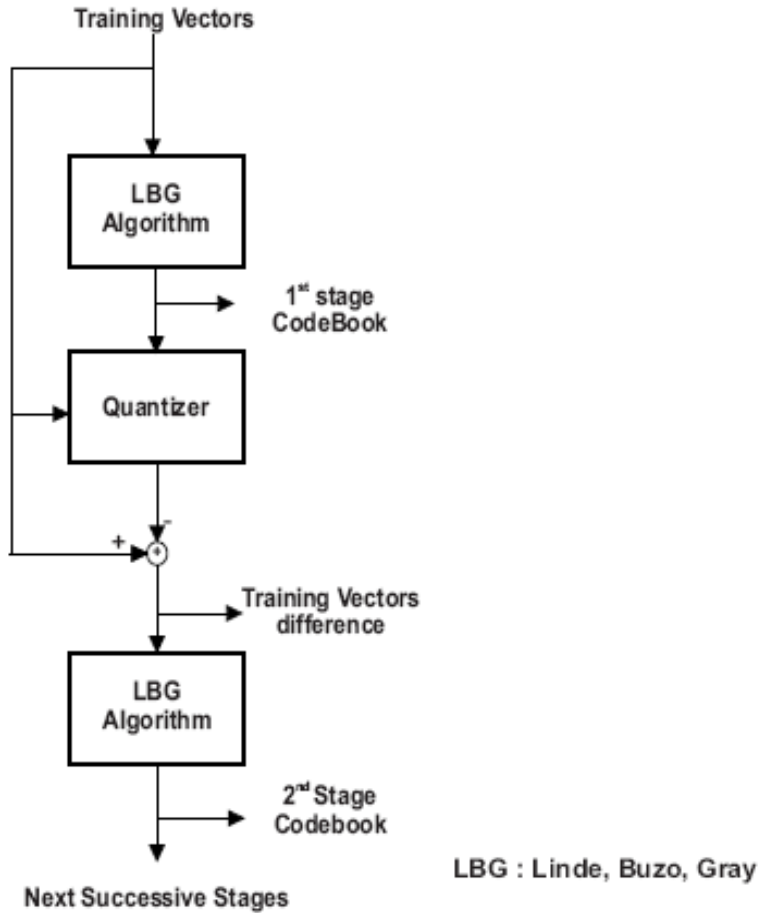 Training Vectors
LBG
Algorithm
1st stage
CodeBook
Quantizer
-
+
+
Training Vectors
difference
LBG
Algorithm
2nd Stage
Codebook
LBG : Linde, Buzo, Gray
Next Successive Stages